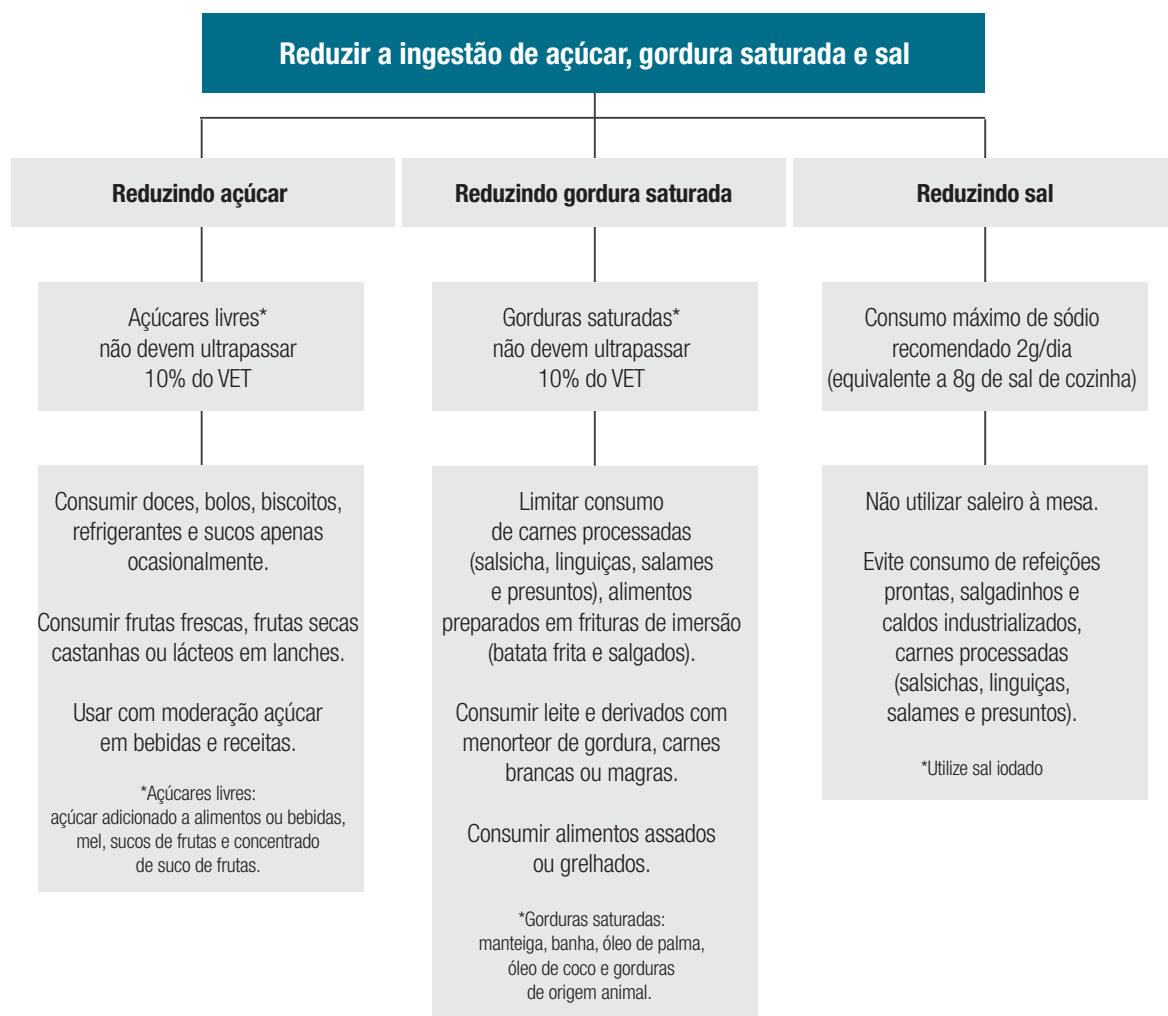 Reduzir a ingestão de açúcar, gordura saturada e sal
Reduzindo açúcar
Açúcares livres*
não devem ultrapassar
10% do VET
Consumir doces, bolos, biscoitos,
refrigerantes e sucos apenas
ocasionalmente.
Consumir frutas frescas, frutas secas
castanhas ou lácteos em lanches.
Usar com moderação açúcar
em bebidas e receitas.
*Açúcares livres:
açúcar adicionado a alimentos ou bebidas,
mel, sucos de frutas e concentrado
de suco de frutas.
Reduzindo gordura saturada
Gorduras saturadas*
não devem ultrapassar
10% do VET
Limitar consumo
de carnes processadas
(salsicha, linguiças, salames
e presuntos), alimentos
preparados em frituras de imersão
(batata frita e salgados).
Consumir leite e derivados com
menorteor de gordura, carnes
brancas ou magras.
Consumir alimentos assados
ou grelhados.
*Gorduras saturadas:
manteiga, banha, óleo de palma,
óleo de coco e gorduras
de origem animal.
Reduzindo sal
Consumo máximo de sódio
recomendado 2g/dia
(equivalente a 8g de sal de cozinha)
Não utilizar saleiro à mesa.
Evite consumo de refeições
prontas, salgadinhos e
caldos industrializados,
carnes processadas
(salsichas, linguiças,
salames e presuntos).
*Utilize sal iodado